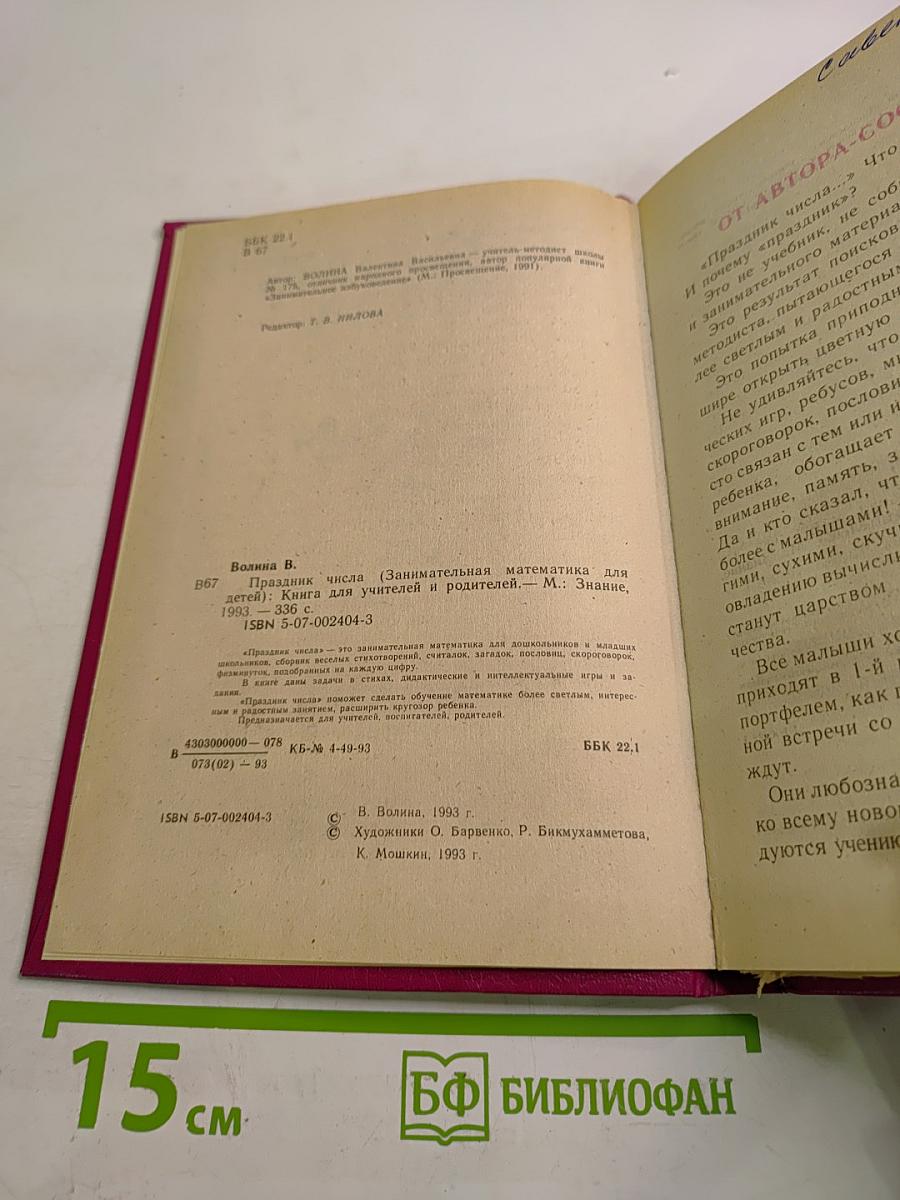 ББК 22.1
В 67
Автор: ВОЛИНА Валентина Васильевна — учитель-методист школы
№ 175, отличник народного просвещения, автор популярной книги
«Занимательное азбуковедение» (М.: Просвещение, 1991).
Редактор: Т. В. НИЛОВА
Волина В.
В67 Праздник числа (Занимательная математика для
детей): Книга для учителей и родителей.— М.: Знание,
1993. — 336 с.
ISBN 5-07-002404-3
«Праздник числа» — это занимательная математика для дошкольников и младших
школьников, сборник веселых стихотворений, считалок, загадок, пословиц, скороговорок,
физминуток, подобранных на каждую цифру.
В книге даны задачи в стихах, дидактические и интеллектуальные игры и за-
дания.
«Праздник числа» поможет сделать обучение математике более светлым, интерес-
ным и радостным занятием, расширить кругозор ребенка.
Предназначается для учителей, воспитателей, родителей.
В 4303000000—078
073(02) — 93
КБ-№ 4-49-93
ББК 22.1
ISBN 5-07-002404-3
© В. Волина, 1993 г.
© Художники О. Барвенко, Р. Бикмухамметова,
К. Мошкин, 1993 г.
ОТ АВТОРА-СОС
«Праздник числа...» Что
И почему «праздник»?
Это не учебник, не соб
и занимательного материа
Это результат поисков
методиста, пытающегося
лее светлым и радостным
Это попытка приподн
шире открыть цветную
Не удивляйтесь, что
ческих игр, ребусов, м
скороговорок, послови
сто связан с тем или и
ребенка, обогащает
внимание, память, з
Да и кто сказал, чт
более с малышами!
гими, сухими, скуч
овладению вычисли
станут царством
чества.
Все малыши хо
приходят в 1-й
портфелем, как
ной встречи со
ждут.
Они любозна
ко всему ново
дуются учению
15 см
БФ БИБЛИОФАН